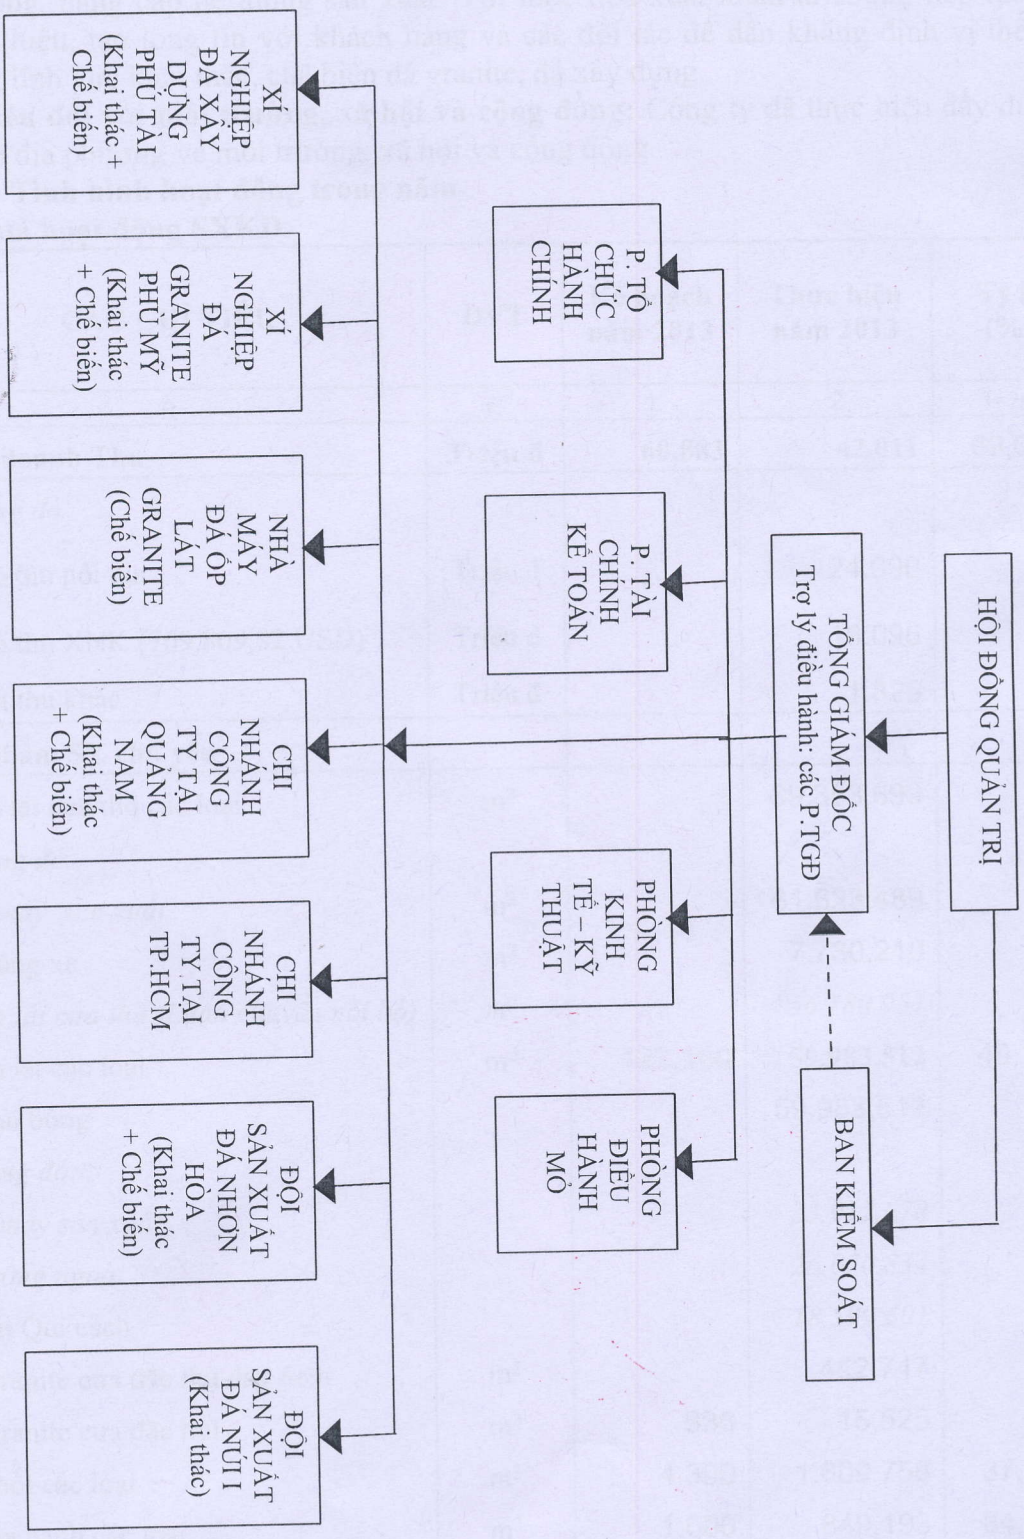 HỘI ĐỒNG QUẢN TRỊ
TỔNG GIÁM ĐỐC
Trợ lý điều hành: các P.TGĐ
BAN KIỂM SOÁT
P. TỔ
CHỨC
HÀNH
CHÍNH
P. TÀI
CHÍNH
KẾ TOÁN
PHÒNG
KINH
TẾ – KỸ
THUẬT
PHÒNG
ĐIỀU
HÀNH
MỎ
XÍ
NGHIỆP
ĐÁ XÂY
DỰNG
PHÚ TÀI
(Khai thác +
Chế biến)
XÍ
NGHIỆP
ĐÁ
GRANITE
PHÙ MỸ
(Khai thác
+ Chế biến)
NHÀ
MÁY
ĐÁ ỐP
LÁT
GRANITE
(Chế biến)
CHI
NHÁNH
CÔNG
TY TẠI
QUẢNG
NAM
(Khai thác
+ Chế biến)
CHI
NHÁNH
CÔNG
TY TẠI
TP.HCM
ĐỘI
SẢN XUẤT
ĐÁ NHƠN
HÒA
(Khai thác
+ Chế biến)
ĐỘI
SẢN XUẤT
ĐÁ NÚI I
(Khai thác)